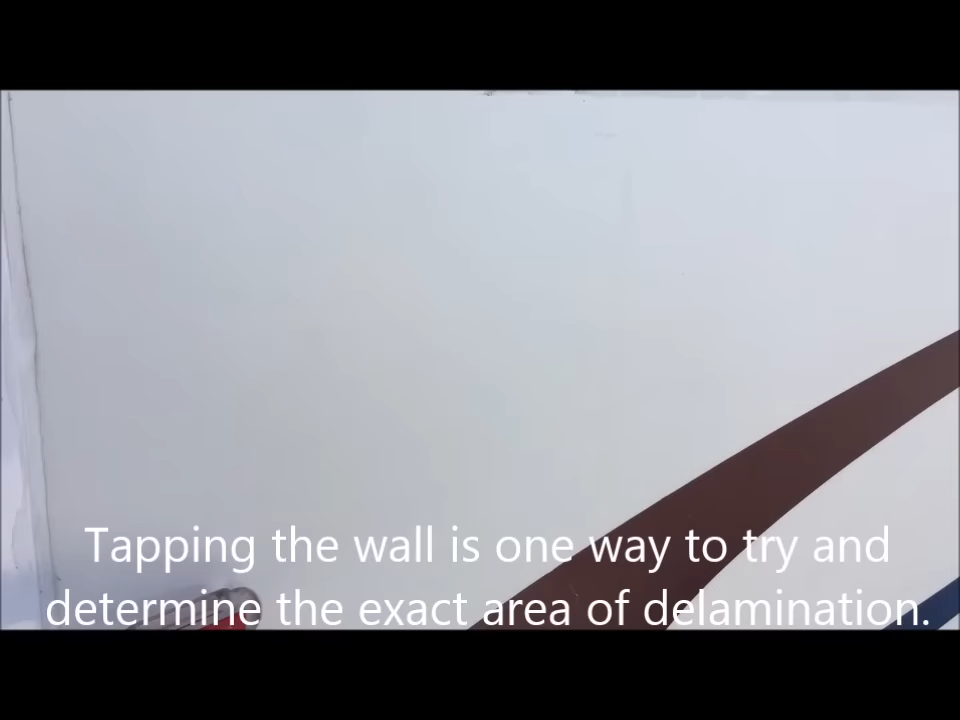 Tapping the wall is one way to try and
determine the exact area of delamination.